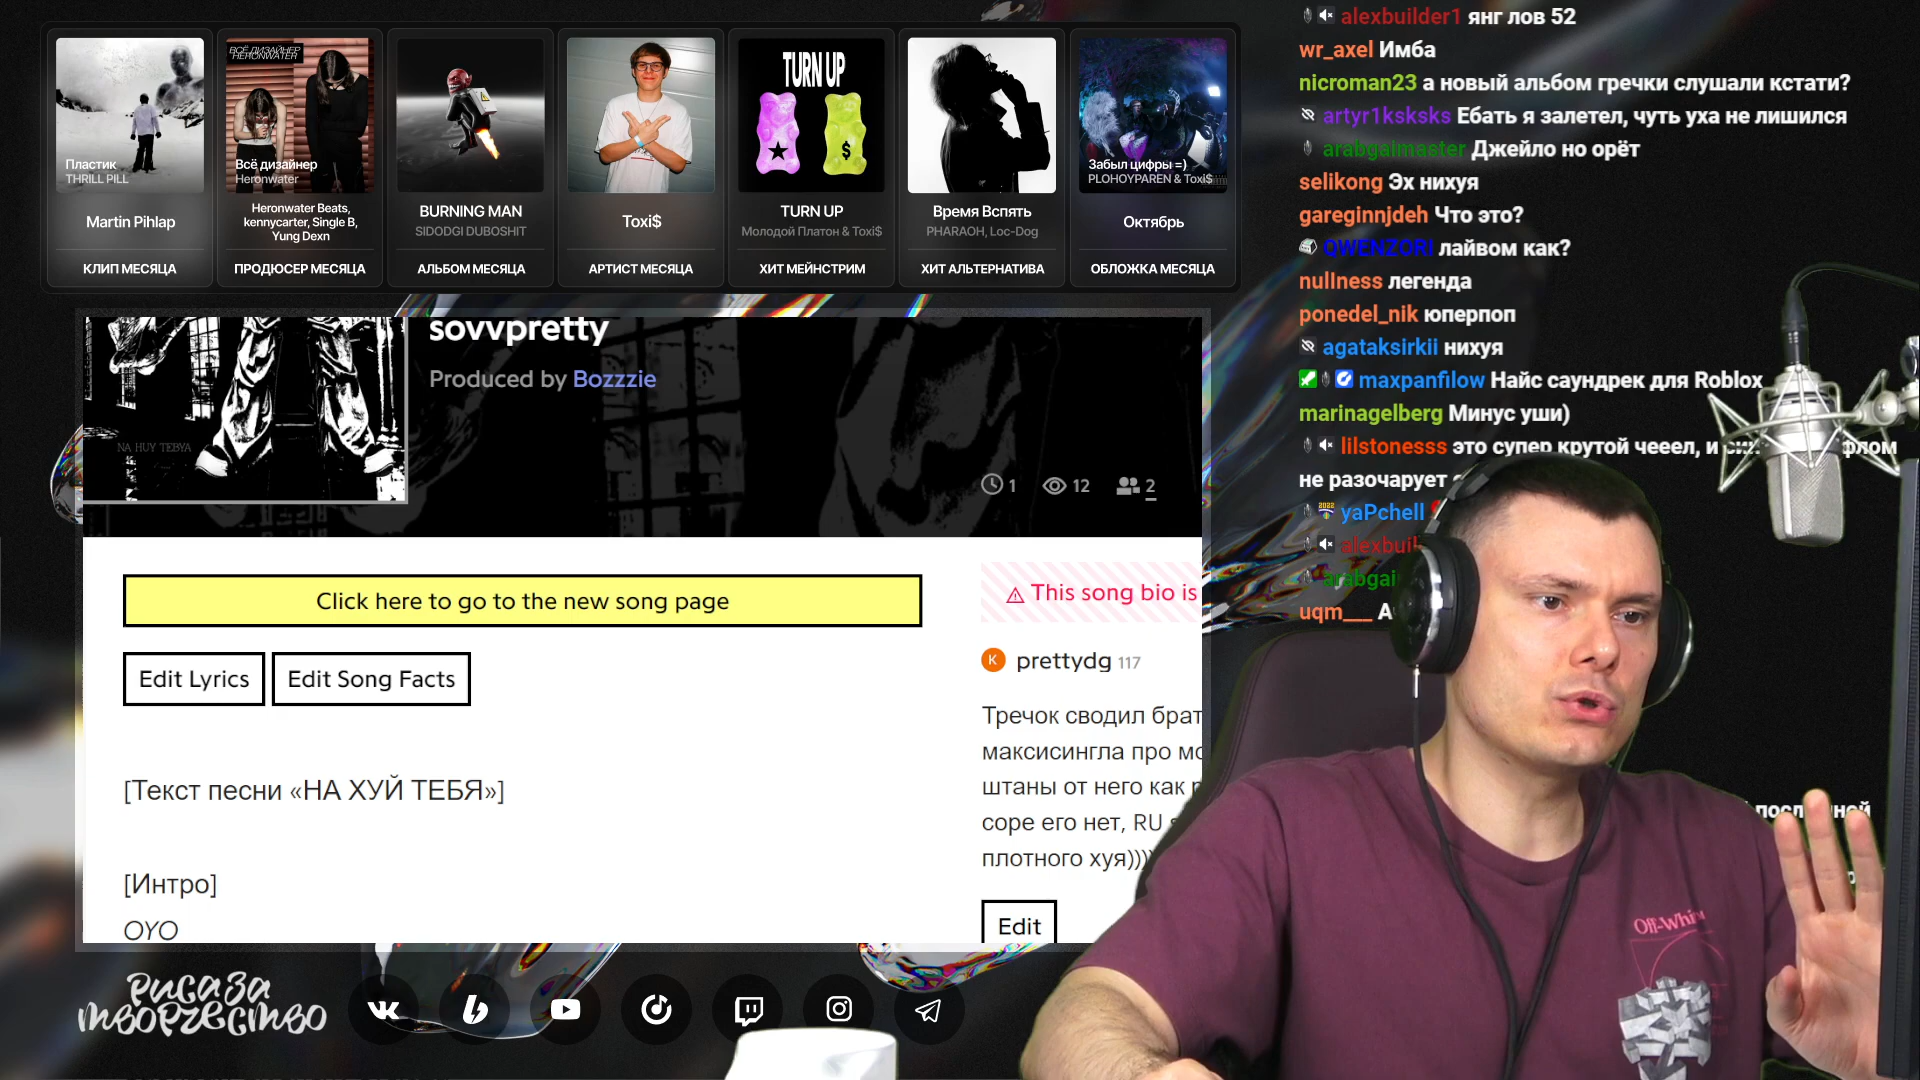 ВСЁ ДИЗАЙНЕР
HERONWATER
Пластик
THRILL PILL
Martin Pihlap
КЛИП МЕСЯЦА
Всё дизайнер
Heronwater
Heronwater Beats,
kennycarter, Single B,
Yung Dexn
ПРОДЮСЕР МЕСЯЦА
BURNING MAN
SIDODGI DUBOSHIT
АЛЬБОМ МЕСЯЦА
Toxi$
АРТИСТ МЕСЯЦА
TURN UP
$
TURN UP
Молодой Платон & Toxi$
ХИТ МЕЙНСТРИМ
Время Вспять
PHARAOH, Loc-Dog
ХИТ АЛЬТЕРНАТИВА
Забыл цифры =)
PLOHOYPAREN & Toxi$
Октябрь
ОБЛОЖКА МЕСЯЦА
sovvpretty
Produced by Bozzzie
NA HUY TEBYA
1 12 2
Click here to go to the new song page
Edit Lyrics Edit Song Facts
[Текст песни «НА ХУЙ ТЕБЯ»]
[Интро]
OYO
This song bio is
K prettydg 117
Тречок сводил брат
максисингла про мо
штаны от него как
соре его нет, RU
плотного хуя))))
Edit
alexbuilder1 янг лов 52
wr_axel Имба
nicroman23 а новый альбом гречки слушали кстати?
artyr1ksksks Ебать я залетел, чуть уха не лишился
arabgaimaster Джейло но орёт
selikong Эх нихуя
gareginnjdeh Что это?
QWENZORI лайвом как?
nullness легенда
ponedel_nik юперпоп
agataksirkii нихуя
maxpanfilow Найс саундрек для Roblox
marinagelberg Минус уши)
lilstonesss это супер крутой чееел, и
не разочарует
yaPchell
alexbuil
arabgai
uqm___ А
Off-White
рисаза
творчество